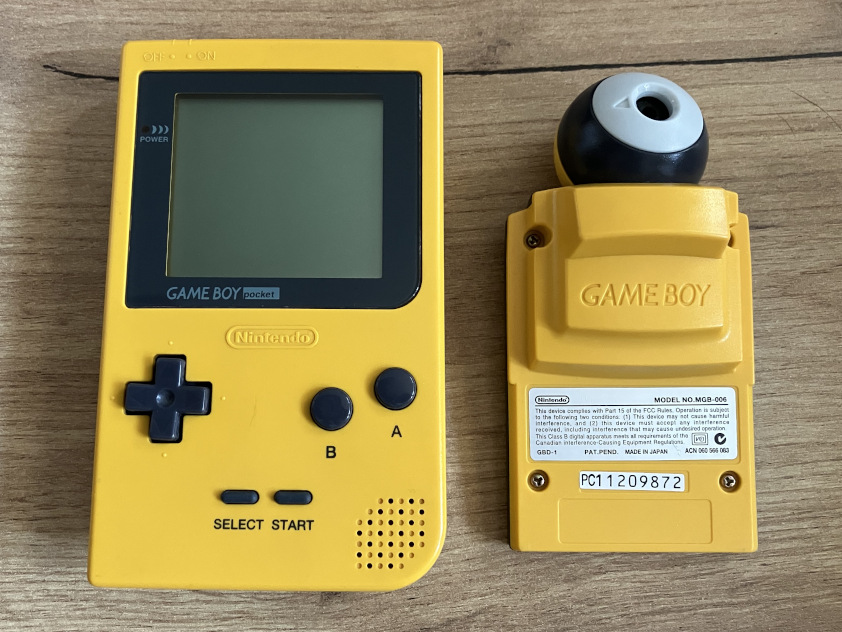 OFF ON
POWER
GAME BOY pocket
Nintendo
B
A
SELECT START
GAME BOY
Nintendo MODEL NO.MGB-006
This device complies with Part 15 of the FCC Rules. Operation is subject
to the following two conditions. (1) This device may not cause harmful
interference, and (2) this device must accept any interference
received, including interference that may cause undesired operation.
This Class B digital apparatus meets all requirements of the
Canadian Interference-Causing Equipment Regulations.
GBD-1 PAT.PEND. MADE IN JAPAN ACN 060 566 083
PC11209872